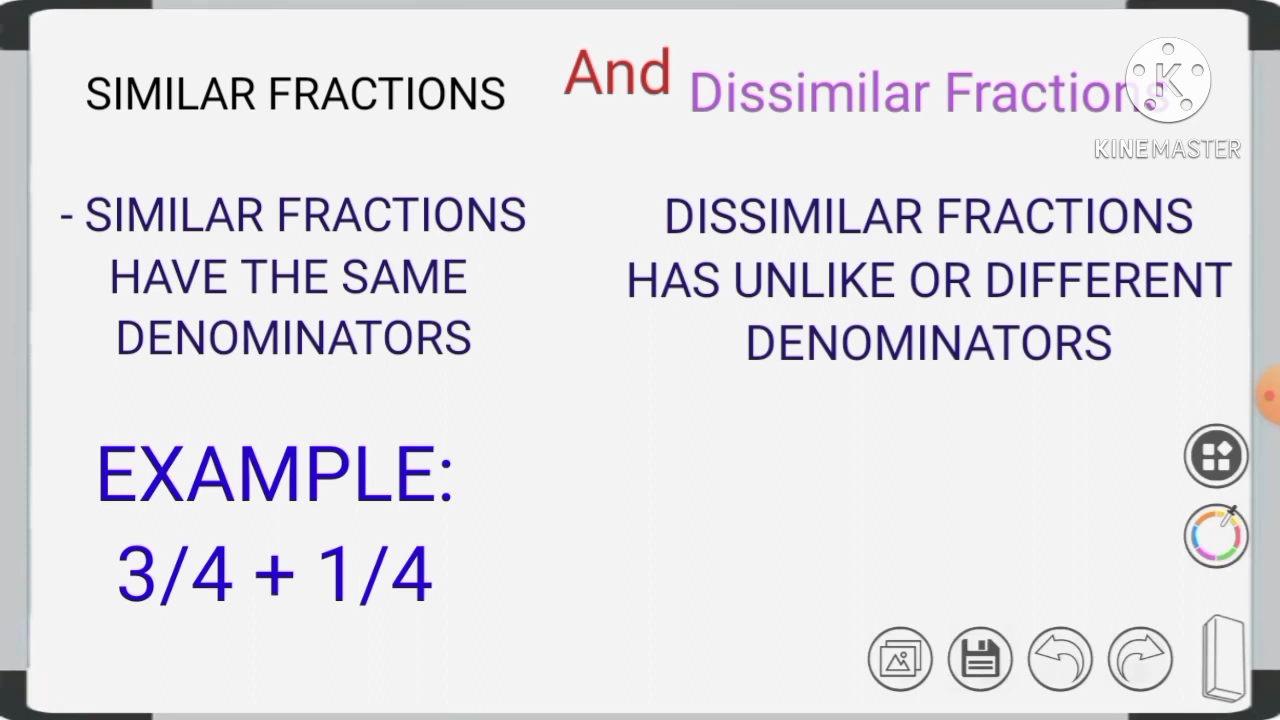 SIMILAR FRACTIONS And Dissimilar Fractions
KINEMASTER
- SIMILAR FRACTIONS
HAVE THE SAME
DENOMINATORS
DISSIMILAR FRACTIONS
HAS UNLIKE OR DIFFERENT
DENOMINATORS
EXAMPLE:
3/4 + 1/4